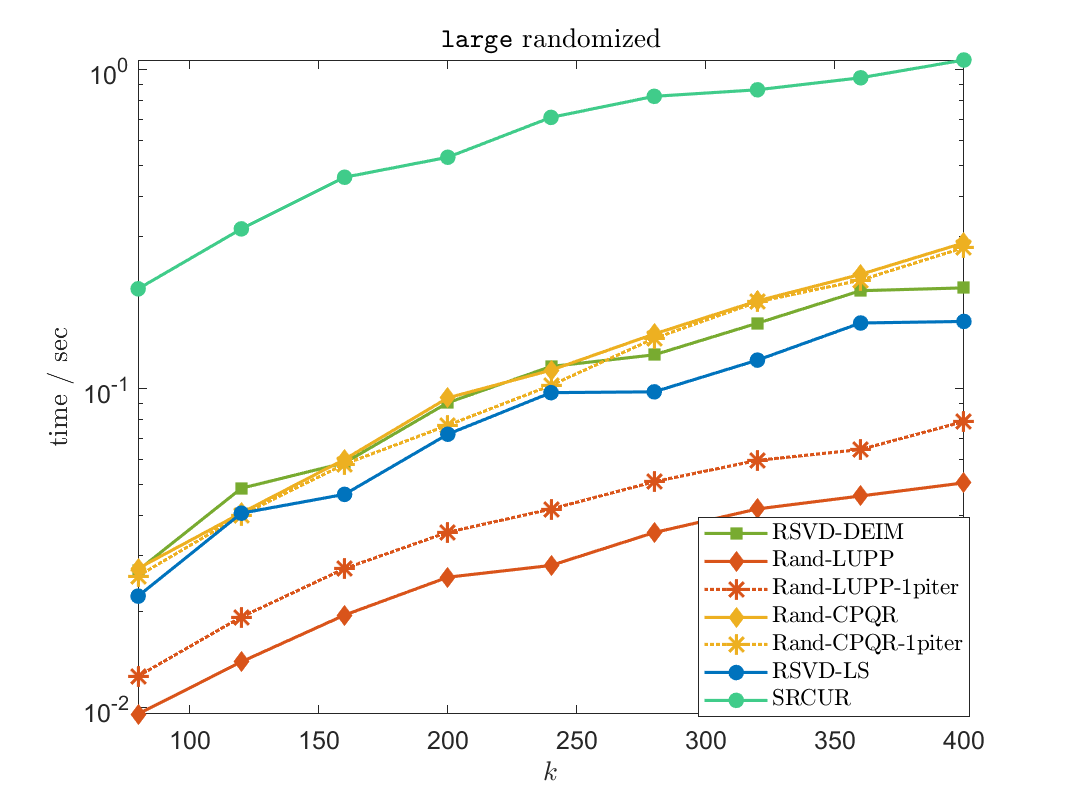 large randomized
10^0
10^-1
10^-2
time / sec
100 150 200 250 300 350 400
k
RSVD-DEIM
Rand-LUPP
Rand-LUPP-1piter
Rand-CPQR
Rand-CPQR-1piter
RSVD-LS
SRCUR